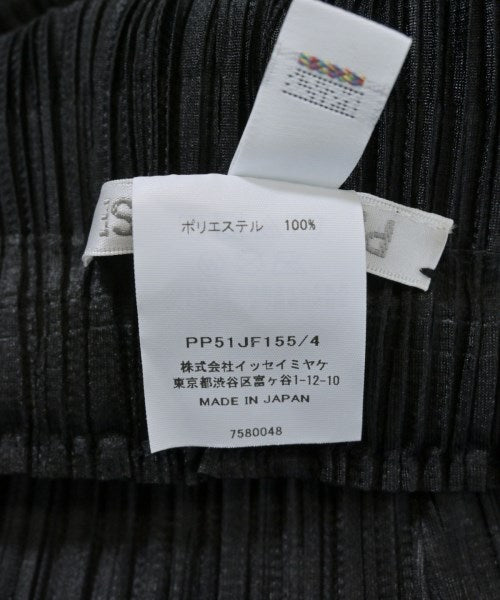 ポリエステル 100%
PP51JF155/4
株式会社イッセイミヤケ
東京都渋谷区富ヶ谷1-12-10
MADE IN JAPAN
7580048